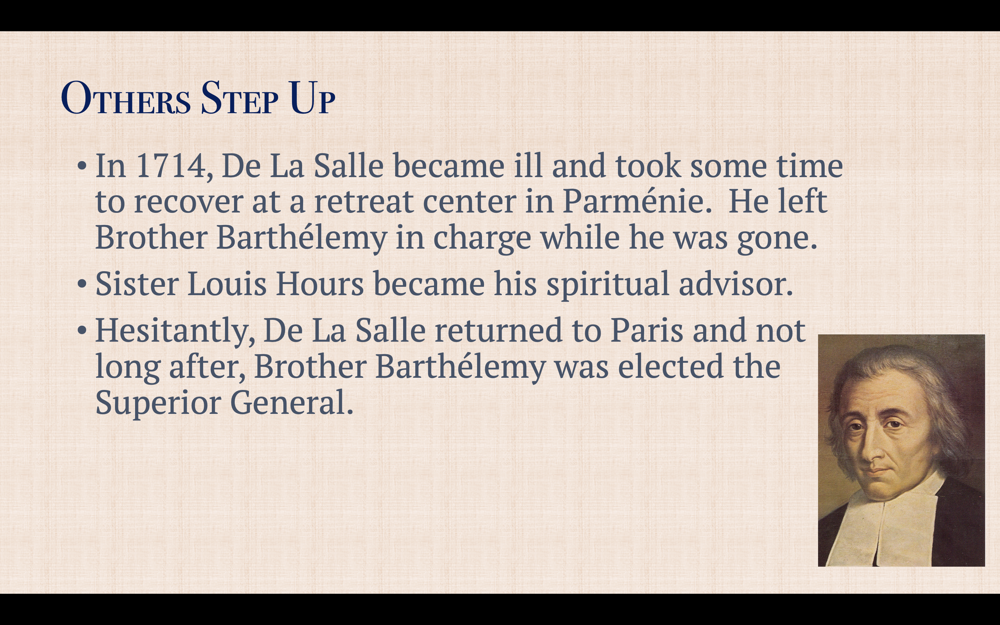 Others Step Up
• In 1714, De La Salle became ill and took some time
to recover at a retreat center in Parménie.  He left
Brother Barthélemy in charge while he was gone.
• Sister Louis Hours became his spiritual advisor.
• Hesitantly, De La Salle returned to Paris and not
long after, Brother Barthélemy was elected the
Superior General.